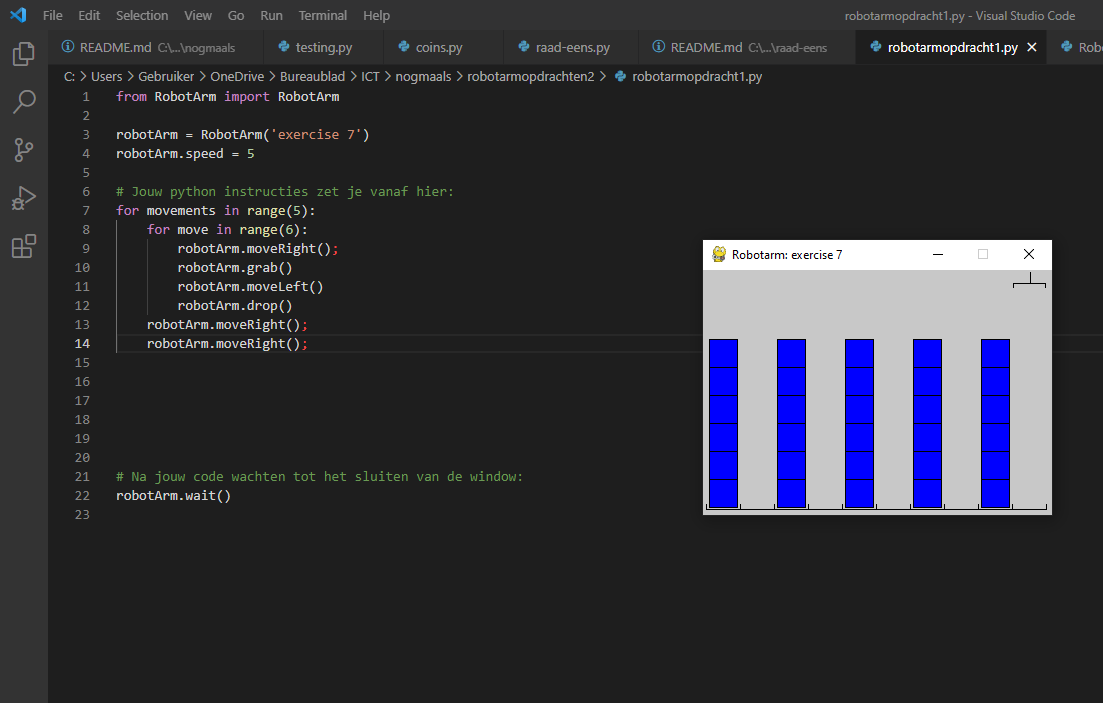 File Edit Selection View Go Run Terminal Help robotarmopdracht1.py - Visual Studio Code
README.md C:\...\nogmaals testing.py coins.py raad-eens.py README.md C:\...\raad-eens robotarmopdracht1.py Rob
C: > Users > Gebruiker > OneDrive > Bureaublad > ICT > nogmaals > robotarmopdrachten2 > robotarmopdracht1.py
1 from RobotArm import RobotArm
2
3 robotArm = RobotArm('exercise 7')
4 robotArm.speed = 5
5
6 # Jouw python instructies zet je vanaf hier:
7 for movements in range(5):
8     for move in range(6):
9         robotArm.moveRight();
10         robotArm.grab()
11         robotArm.moveLeft()
12         robotArm.drop()
13     robotArm.moveRight();
14     robotArm.moveRight();
15
16
17
18
19
20
21 # Na jouw code wachten tot het sluiten van de window:
22 robotArm.wait()
23
Robotarm: exercise 7